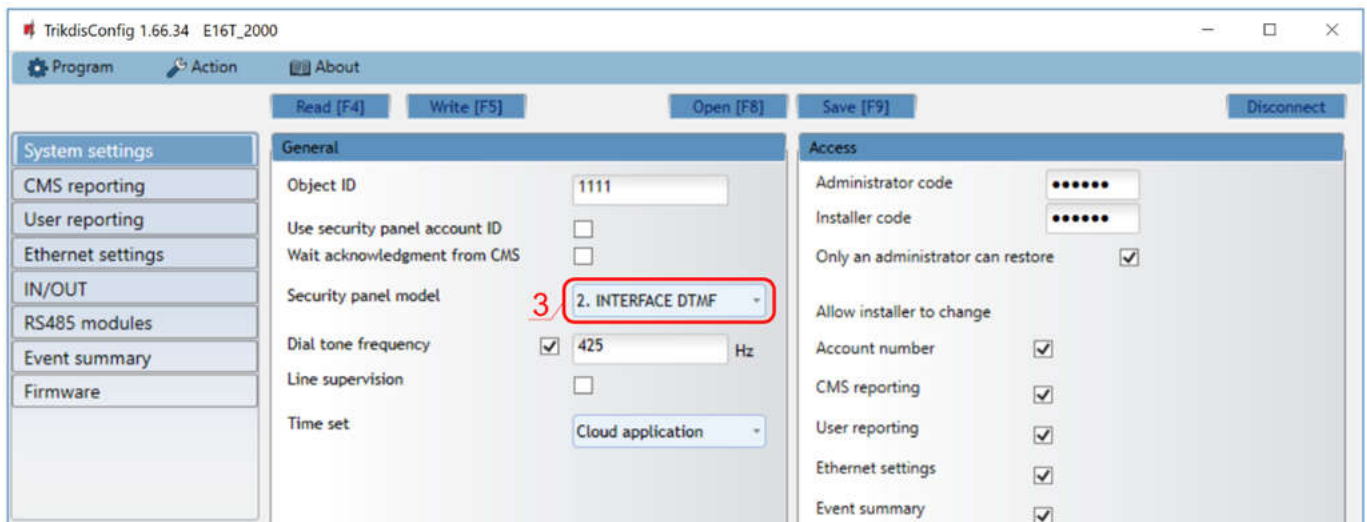 TrikdisConfig 1.66.34 E16T_2000
Program Action About
Read [F4] Write [F5] Open [F8] Save [F9] Disconnect
System settings
CMS reporting
User reporting
Ethernet settings
IN/OUT
RS485 modules
Event summary
Firmware
General
Object ID 1111
Use security panel account ID
Wait acknowledgment from CMS
Security panel model 3 2. INTERFACE DTMF
Dial tone frequency 425 Hz
Line supervision
Time set Cloud application
Access
Administrator code ●●●●●●
Installer code ●●●●●●
Only an administrator can restore
Allow installer to change
Account number
CMS reporting
User reporting
Ethernet settings
Event summary